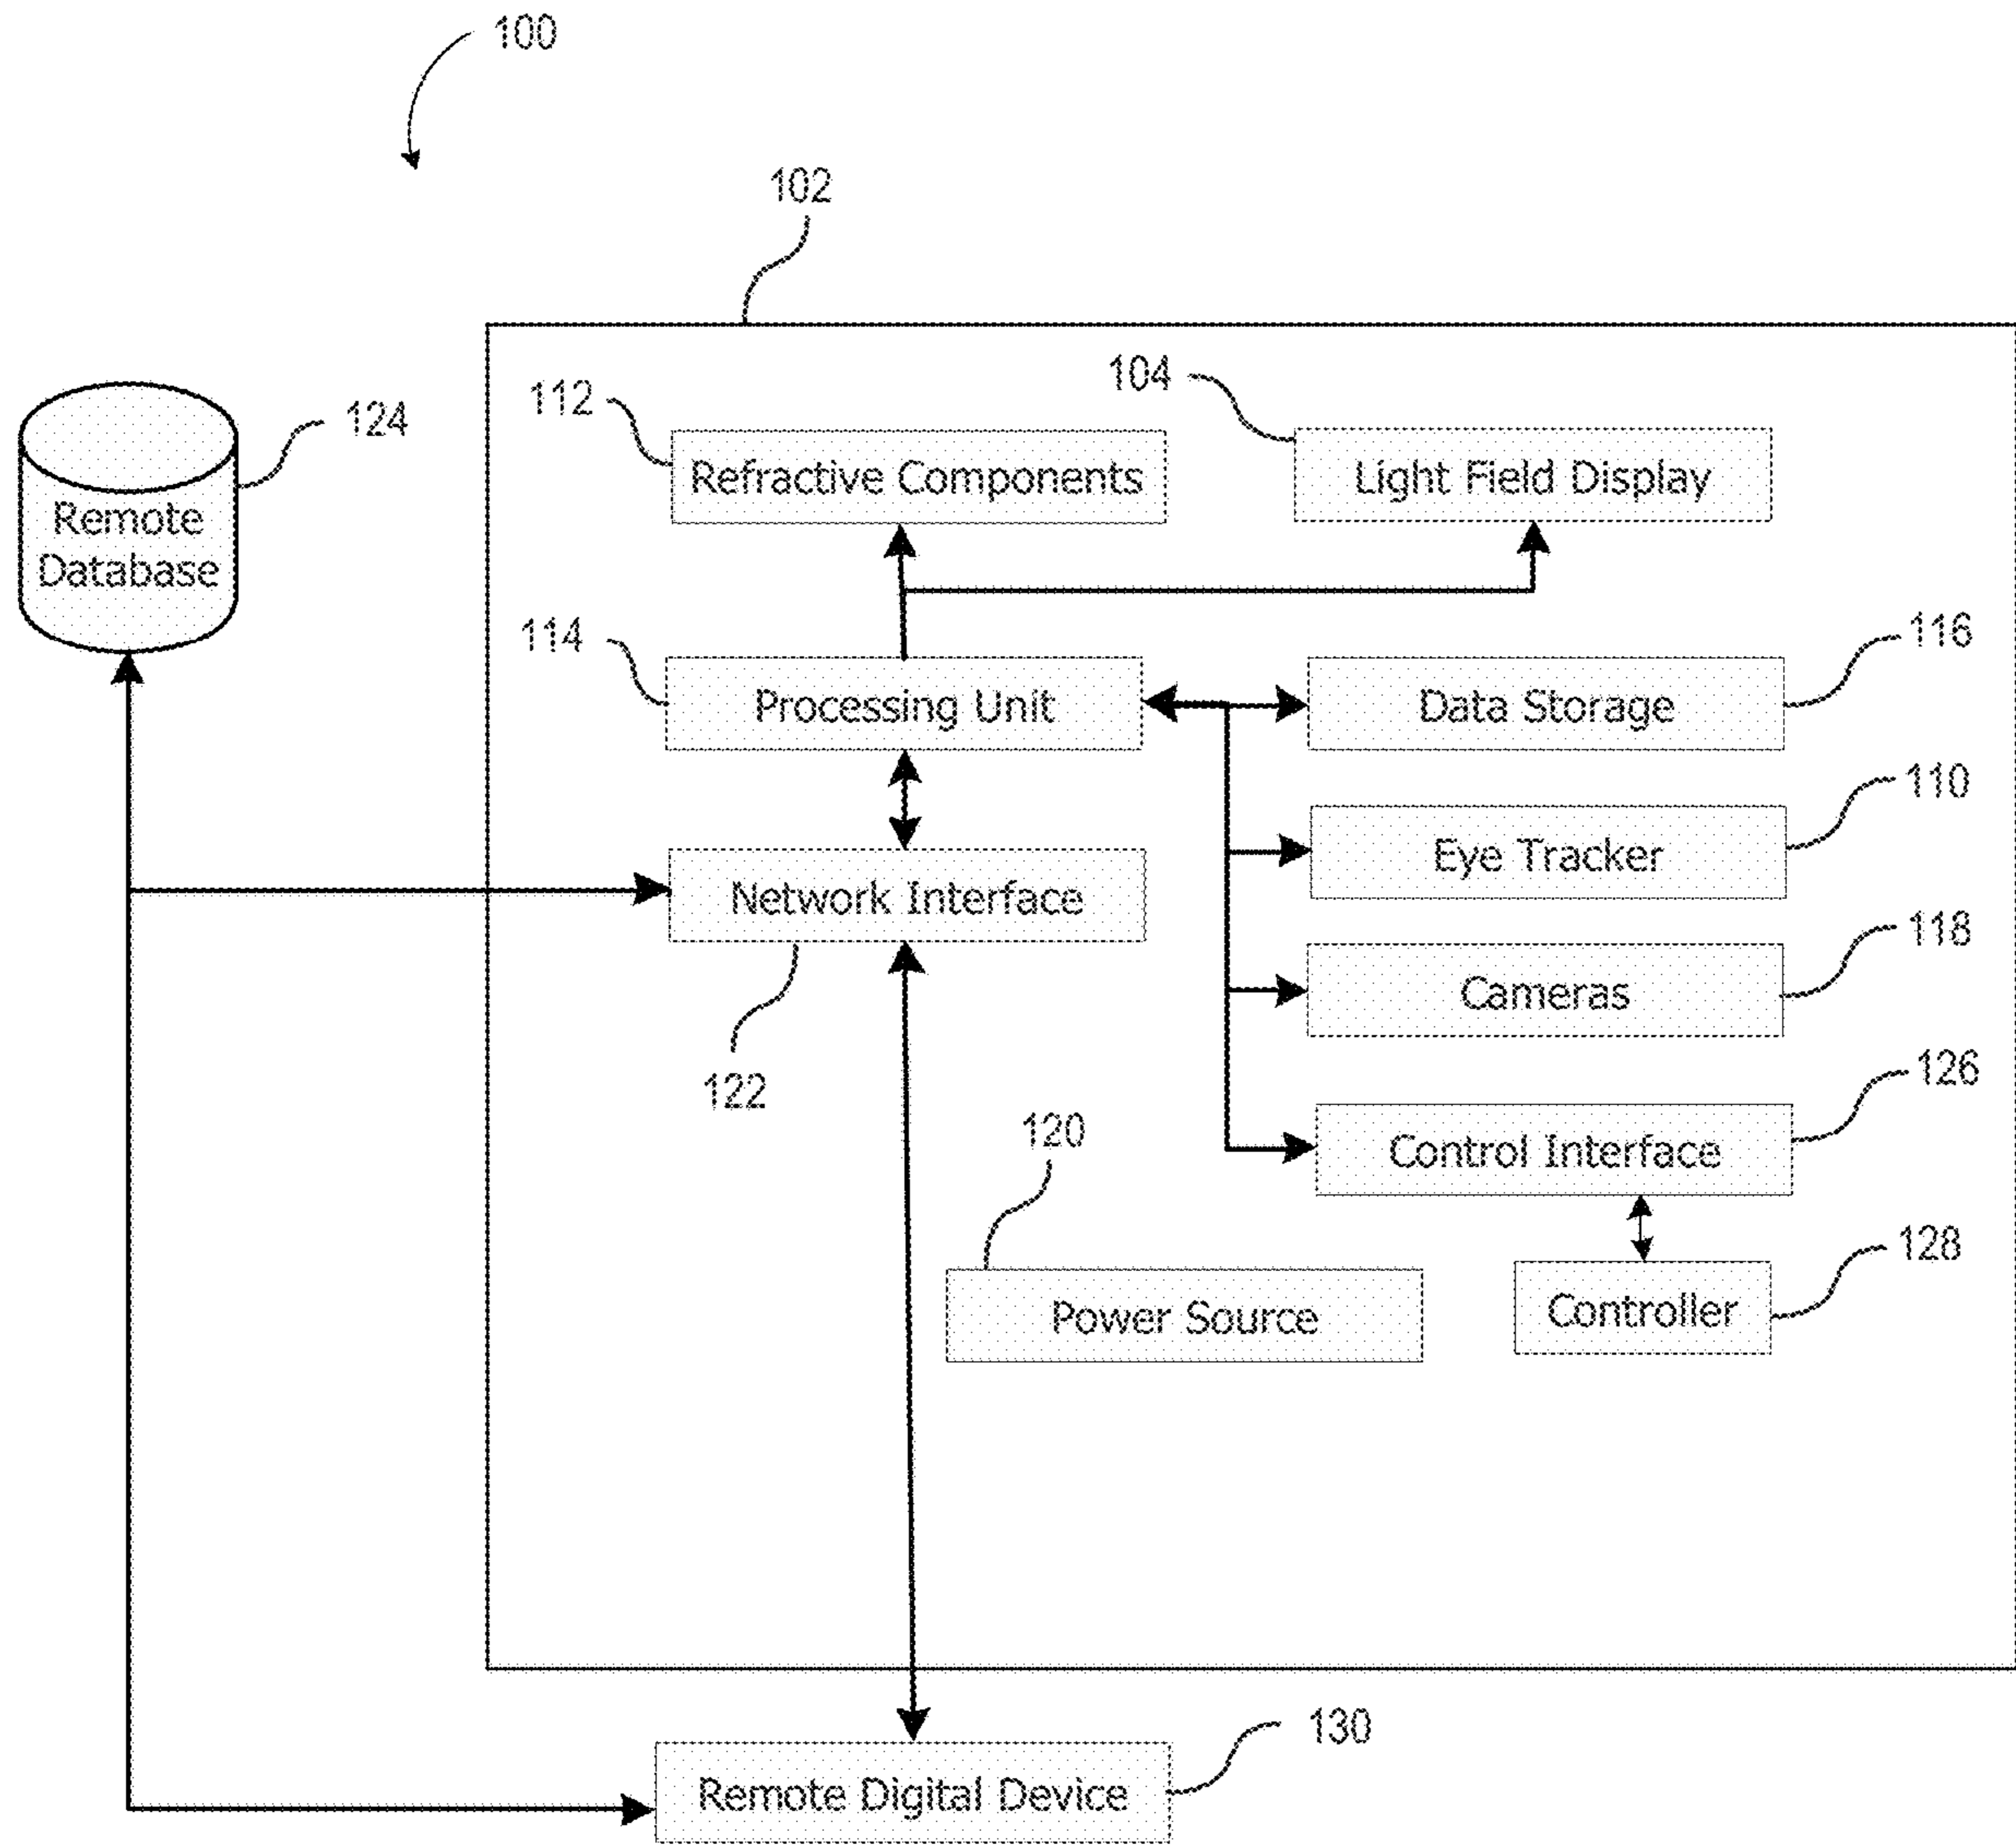 100
102
104
112
Refractive Components
Light Field Display
124
Remote
Database
114
116
Processing Unit
Data Storage
110
Eye Tracker
Network Interface
118
Cameras
122
126
120
Control Interface
128
Power Source
Controller
130
Remote Digital Device